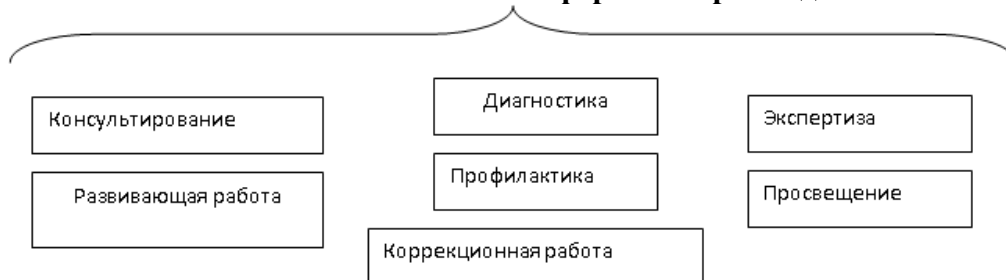 Консультирование
Диагностика
Экспертиза
Развивающая работа
Профилактика
Просвещение
Коррекционная работа